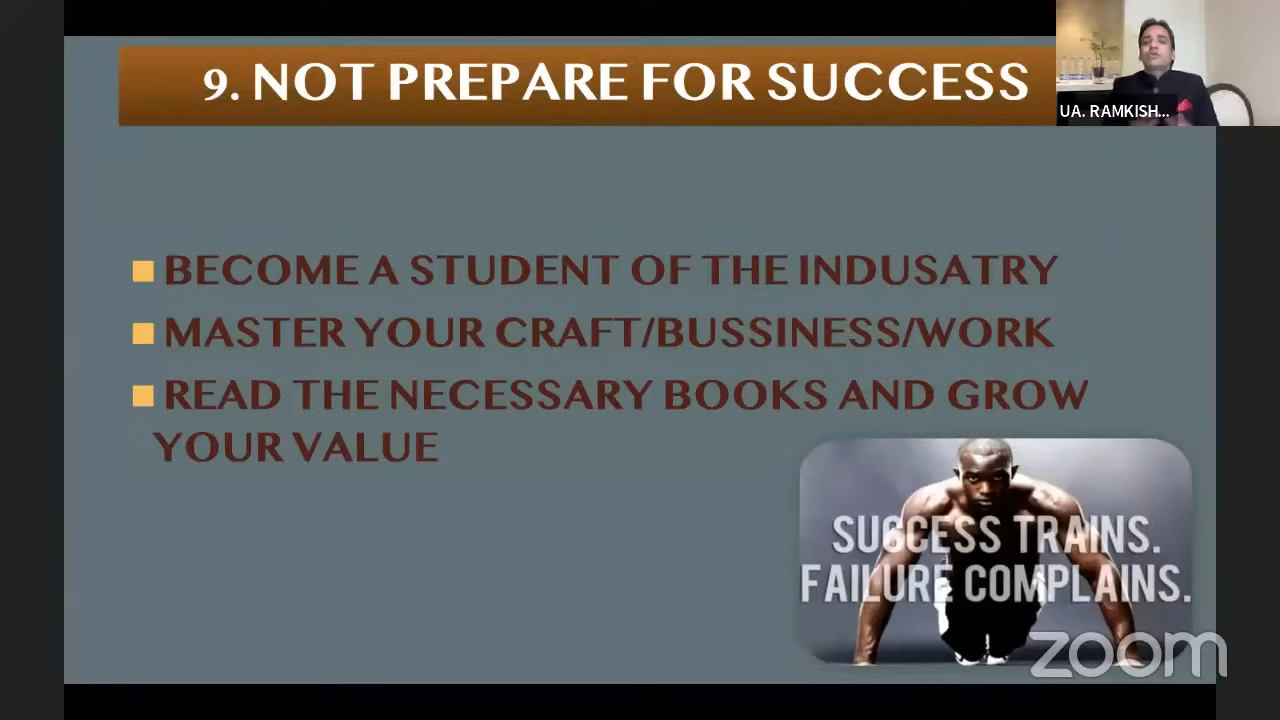 9. NOT PREPARE FOR SUCCESS
UA. RAMKISH...
BECOME A STUDENT OF THE INDUSATRY
MASTER YOUR CRAFT/BUSSINESS/WORK
READ THE NECESSARY BOOKS AND GROW
YOUR VALUE
SUCCESS TRAINS.
FAILURE COMPLAINS.
zoom